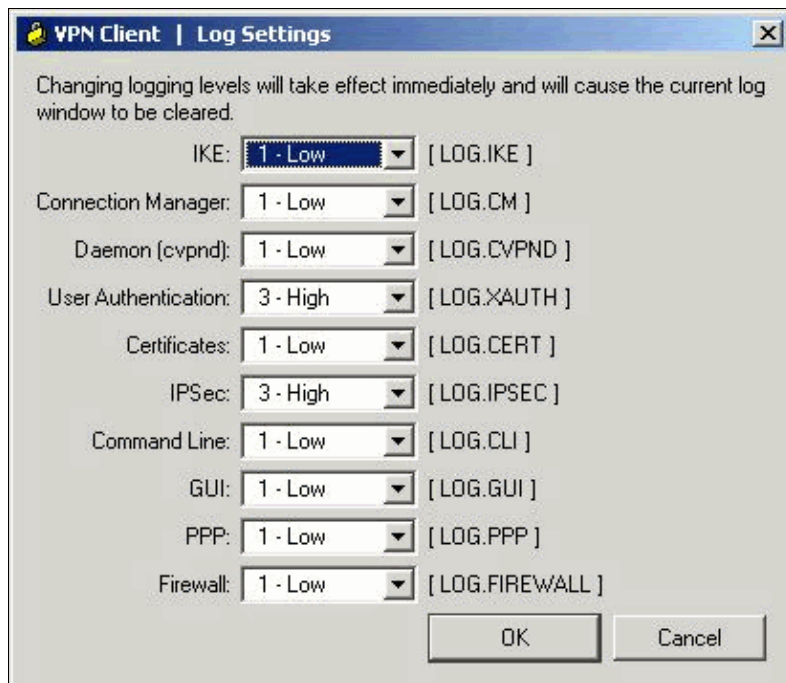 VPN Client | Log Settings
Changing logging levels will take effect immediately and will cause the current log
window to be cleared.
IKE: 1 - Low [ LOG.IKE ]
Connection Manager: 1 - Low [ LOG.CM ]
Daemon (cvpnd): 1 - Low [ LOG.CVPND ]
User Authentication: 3 - High [ LOG.XAUTH ]
Certificates: 1 - Low [ LOG.CERT ]
IPSec: 3 - High [ LOG.IPSEC ]
Command Line: 1 - Low [ LOG.CLI ]
GUI: 1 - Low [ LOG.GUI ]
PPP: 1 - Low [ LOG.PPP ]
Firewall: 1 - Low [ LOG.FIREWALL ]
OK Cancel